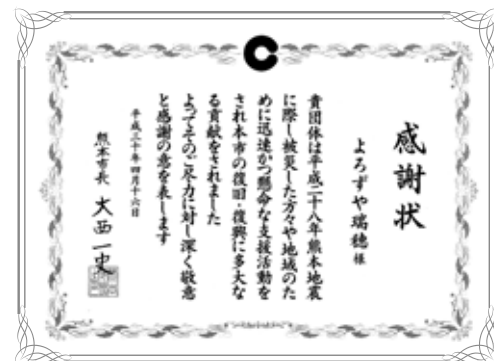 感謝状
よろずや瑞穂 様
貴団体は平成二十八年熊本地震
に際し被災した方々や地域のた
めに迅速かつ懸命な支援活動を
され本市の復旧・復興に多大な
る貢献をされました
よってそのご尽力に対し深く敬意
と感謝の意を表します
平成三十年四月十六日
熊本市長 大西一史